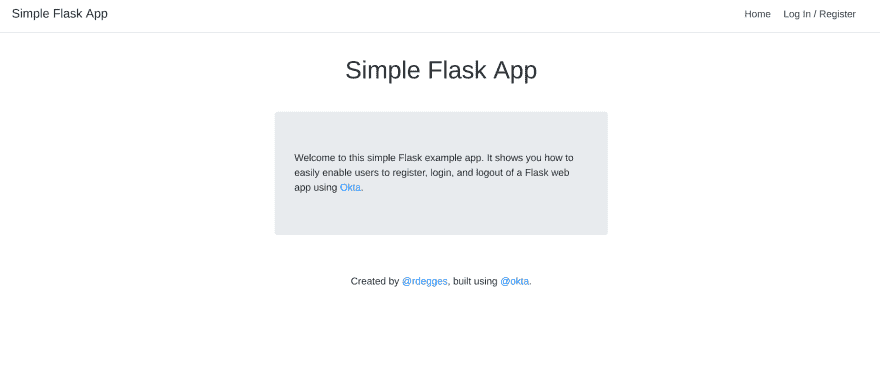 Simple Flask App
Home Log In / Register
Simple Flask App
Welcome to this simple Flask example app. It shows you how to
easily enable users to register, login, and logout of a Flask web
app using Okta.
Created by @rdegges, built using @okta.